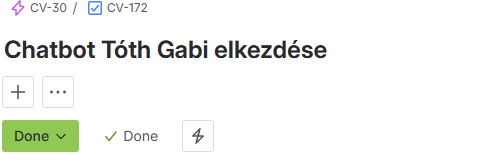 CV-30 / CV-172
Chatbot Tóth Gabi elkezdése
Done Done